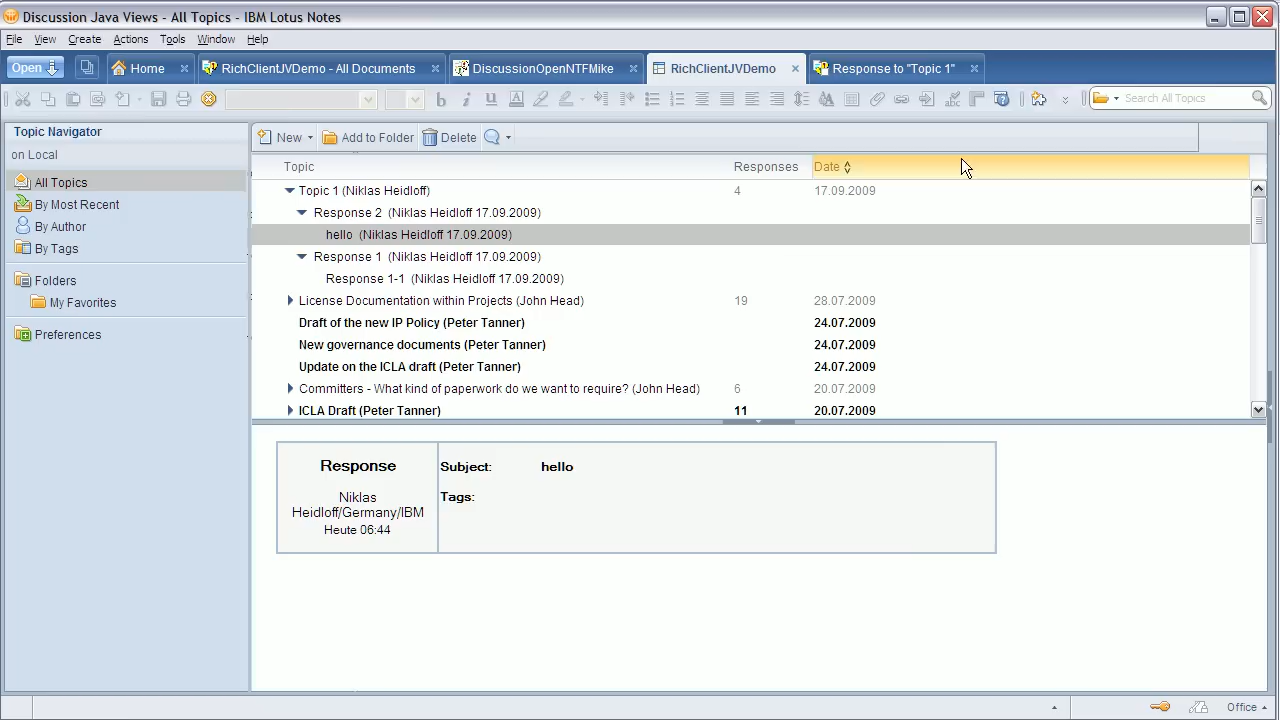 Discussion Java Views - All Topics - IBM Lotus Notes
File View Create Actions Tools Window Help
Open Home RichClientJVDemo - All Documents DiscussionOpenNTFMike RichClientJVDemo Response to "Topic 1"
Search All Topics
Topic Navigator
on Local
All Topics
By Most Recent
By Author
By Tags
Folders
My Favorites
Preferences
New Add to Folder Delete
Topic Responses Date
Topic 1 (Niklas Heidloff) 4 17.09.2009
Response 2 (Niklas Heidloff 17.09.2009)
hello (Niklas Heidloff 17.09.2009)
Response 1 (Niklas Heidloff 17.09.2009)
Response 1-1 (Niklas Heidloff 17.09.2009)
License Documentation within Projects (John Head) 19 28.07.2009
Draft of the new IP Policy (Peter Tanner) 24.07.2009
New governance documents (Peter Tanner) 24.07.2009
Update on the ICLA draft (Peter Tanner) 24.07.2009
Committers - What kind of paperwork do we want to require? (John Head) 6 20.07.2009
ICLA Draft (Peter Tanner) 11 20.07.2009
Response
Niklas
Heidloff/Germany/IBM
Heute 06:44
Subject: hello
Tags:
Office